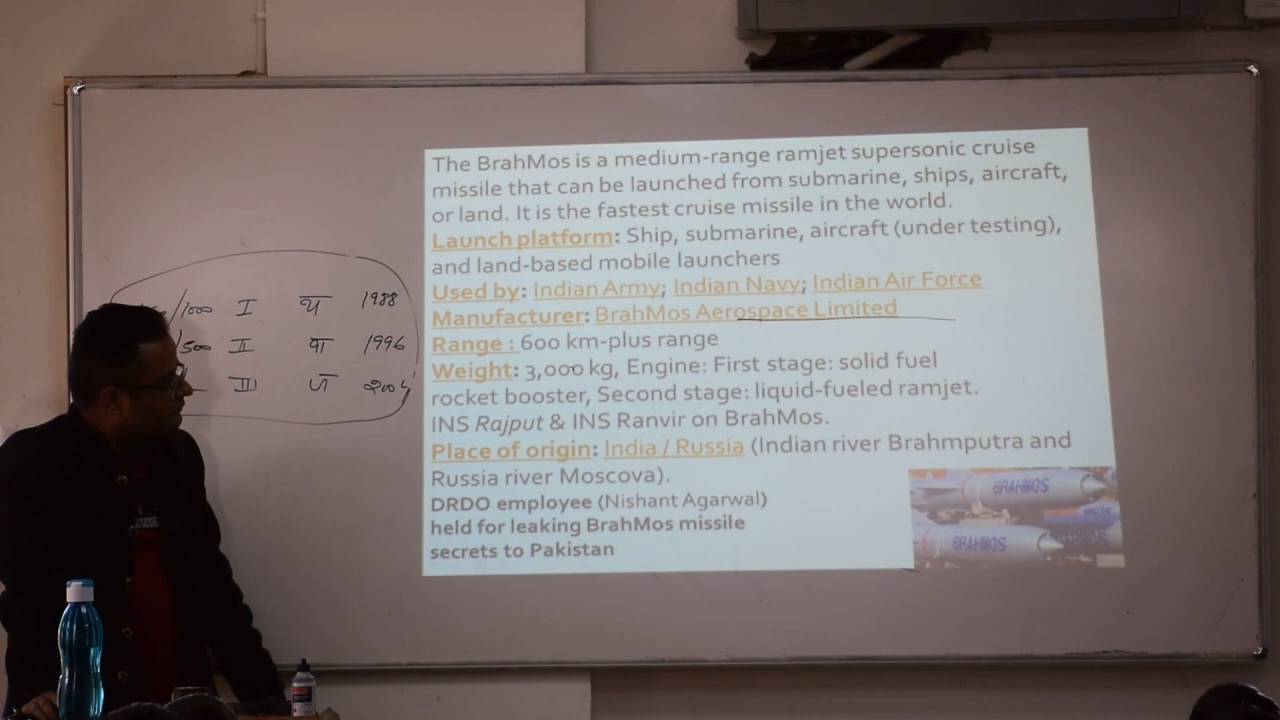 /1000 I थ 1988
/500 II पा 1996
III ज
The BrahMos is a medium-range ramjet supersonic cruise
missile that can be launched from submarine, ships, aircraft,
or land. It is the fastest cruise missile in the world.
Launch platform: Ship, submarine, aircraft (under testing),
and land-based mobile launchers
Used by: Indian Army; Indian Navy; Indian Air Force
Manufacturer: BrahMos Aerospace Limited
Range : 600 km-plus range
Weight: 3,000 kg, Engine: First stage: solid fuel
rocket booster, Second stage: liquid-fueled ramjet.
INS Rajput & INS Ranvir on BrahMos.
Place of origin: India / Russia (Indian river Brahmputra and
Russia river Moscova).
DRDO employee (Nishant Agarwal)
held for leaking BrahMos missile
secrets to Pakistan
BRAHMOS
BRAHMOS